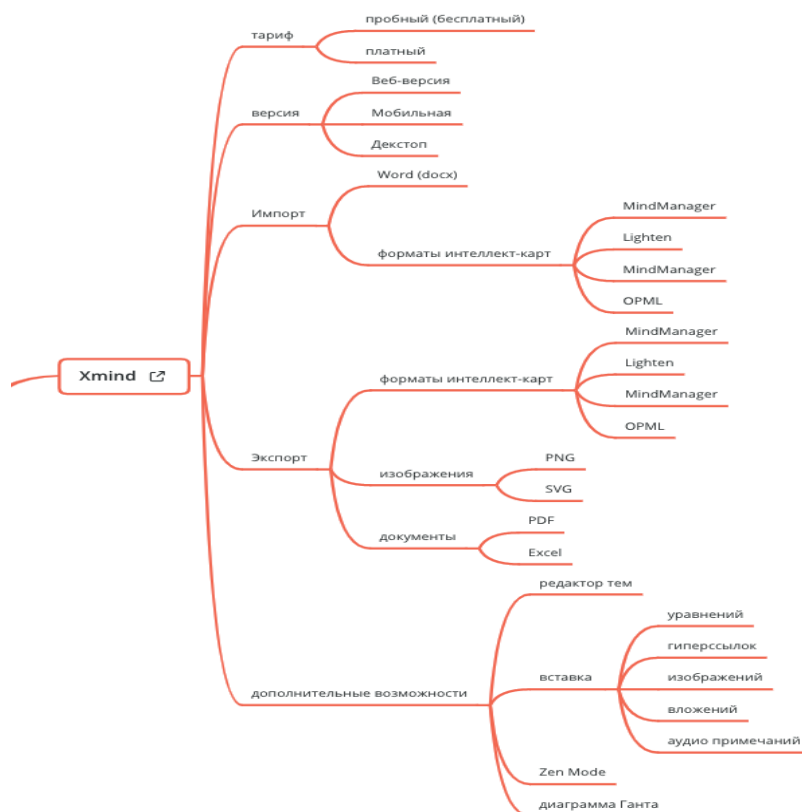 пробный (бесплатный)
тариф
платный
Веб-версия
версия
Мобильная
Декстоп
Word (docx)
Импорт
MindManager
Lighten
форматы интеллект-карт
MindManager
OPML
MindManager
Xmind
Lighten
форматы интеллект-карт
MindManager
OPML
Экспорт
PNG
изображения
SVG
PDF
документы
Excel
редактор тем
уравнений
гиперссылок
вставка
изображений
дополнительные возможности
вложений
аудио примечаний
Zen Mode
диаграмма Ганта